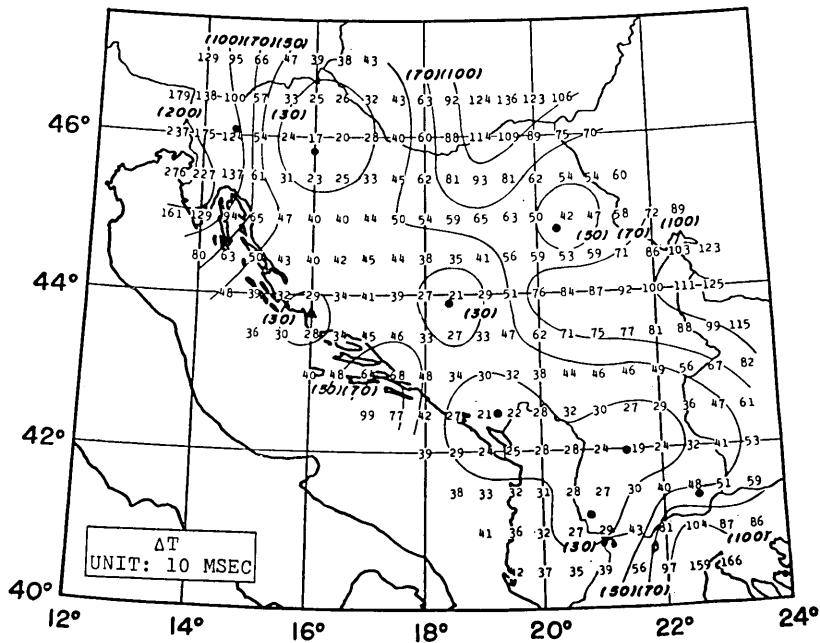 (100)(70)(50)
129 95 66 47 39 38 43
(70)(100)
179 138 100 57 33 25 26 32 43 63 92 124 136 123 106
(200) (30)
46° 237 175 124 54 24 17 20 28 40 60 88 114 109 89 75 70
276 227 137 61 31 23 25 33 45 62 81 93 81 62 54 54 60
161 129 94 65 47 40 40 44 50 54 59 65 63 50 42 47 58 72 89
(50) (70) (100)
80 63 50 43 40 42 45 44 38 35 41 56 59 53 59 71 86 103 123
44° 48 39 32 29 34 41 39 27 21 29 51 76 84 87 92 100 111 125
(30) (30)
36 30 28 34 45 46 33 27 33 47 62 71 75 77 81 88 99 115
40 48 64 68 48 34 30 32 38 44 46 46 49 56 67 82
(50)(70)
99 77 42 27 21 22 28 32 30 27 29 36 47 61
42° 39 29 24 25 28 28 24 19 24 32 41 53
38 33 32 31 28 27 30 40 48 51 59
41 36 32 27 29 43 81 104 87 86
(30) (100)
42 37 35 39 56 97 159 166
(50)(70)
ΔT
UNIT: 10 MSEC
40°
12° 14° 16° 18° 20° 22° 24°